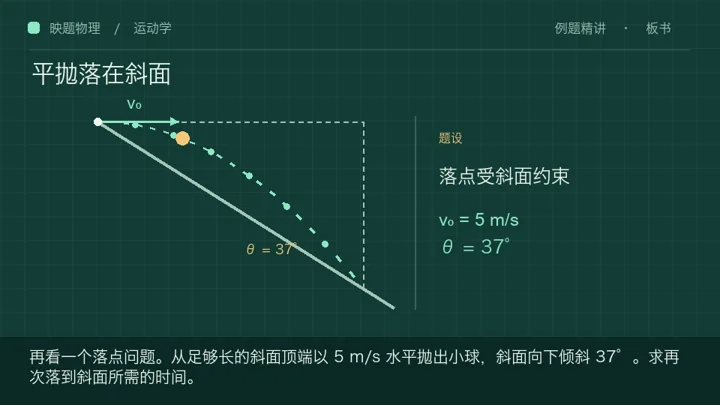 映题物理 / 运动学
例题精讲 · 板书
平抛落在斜面
v₀
θ = 37°
题设
落点受斜面约束
v₀ = 5 m/s
θ = 37°
再看一个落点问题。从足够长的斜面顶端以 5 m/s 水平抛出小球，斜面向下倾斜 37° 。求再
次落到斜面所需的时间。